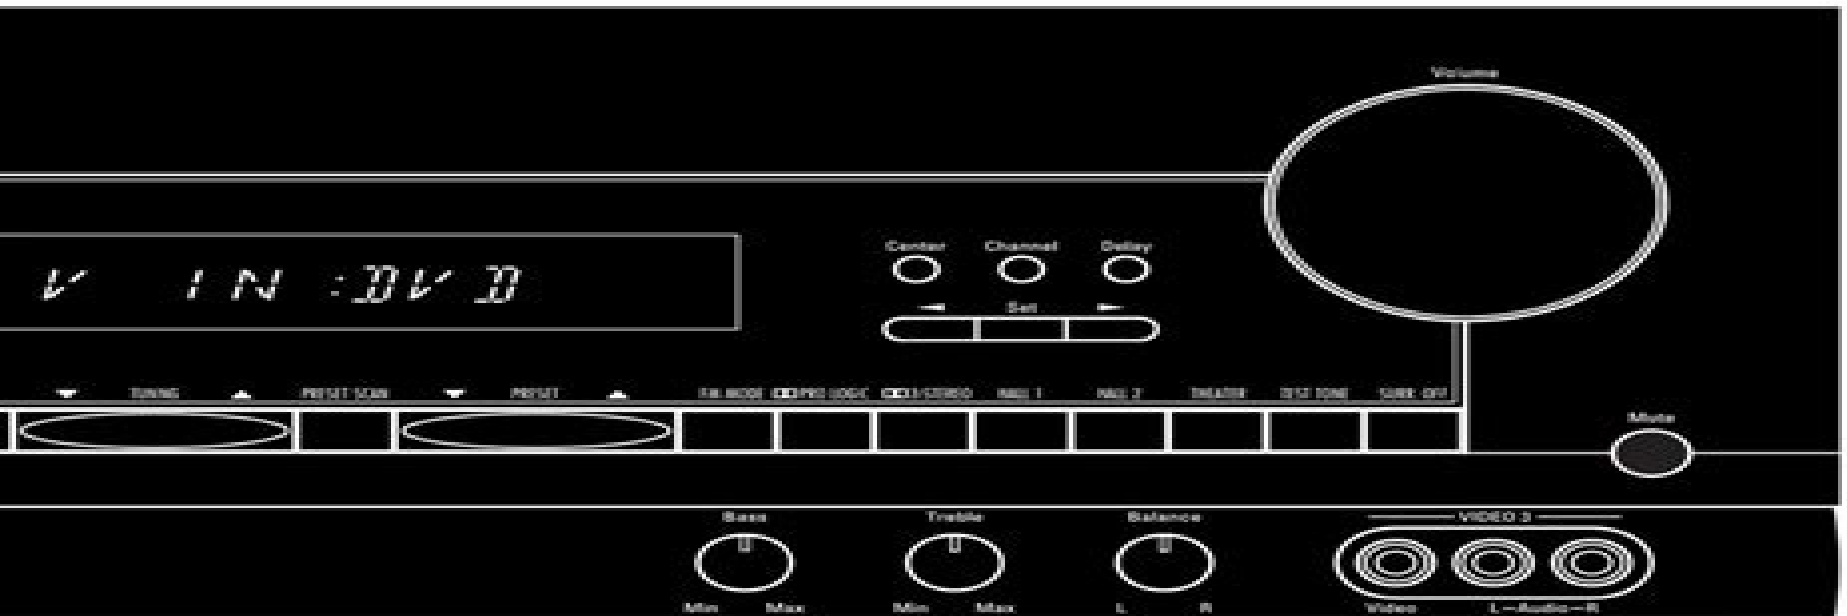 Volume
Center Channel Delay
V IN:DVD
Set
TUNING PRESET SCAN PRESET FM MODE PRO LOGIC 3/STEREO HALL 1 HALL 2 THEATER TEST TONE SURR. OFF
Mute
Bass Treble Balance VIDEO 3
Min Max Min Max L R Video L-Audio-R